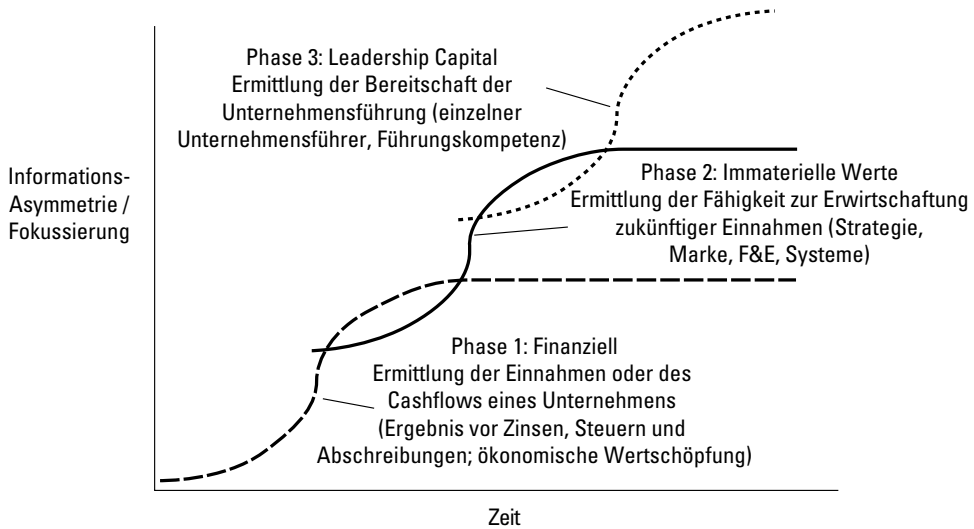 Phase 3: Leadership Capital
Ermittlung der Bereitschaft der
Unternehmensführung (einzelner
Unternehmensführer, Führungskompetenz)
Informations-
Asymmetrie /
Fokussierung
Phase 2: Immaterielle Werte
Ermittlung der Fähigkeit zur Erwirtschaftung
zukünftiger Einnahmen (Strategie,
Marke, F&E, Systeme)
Phase 1: Finanziell
Ermittlung der Einnahmen oder des
Cashflows eines Unternehmens
(Ergebnis vor Zinsen, Steuern und
Abschreibungen; ökonomische Wertschöpfung)
Zeit